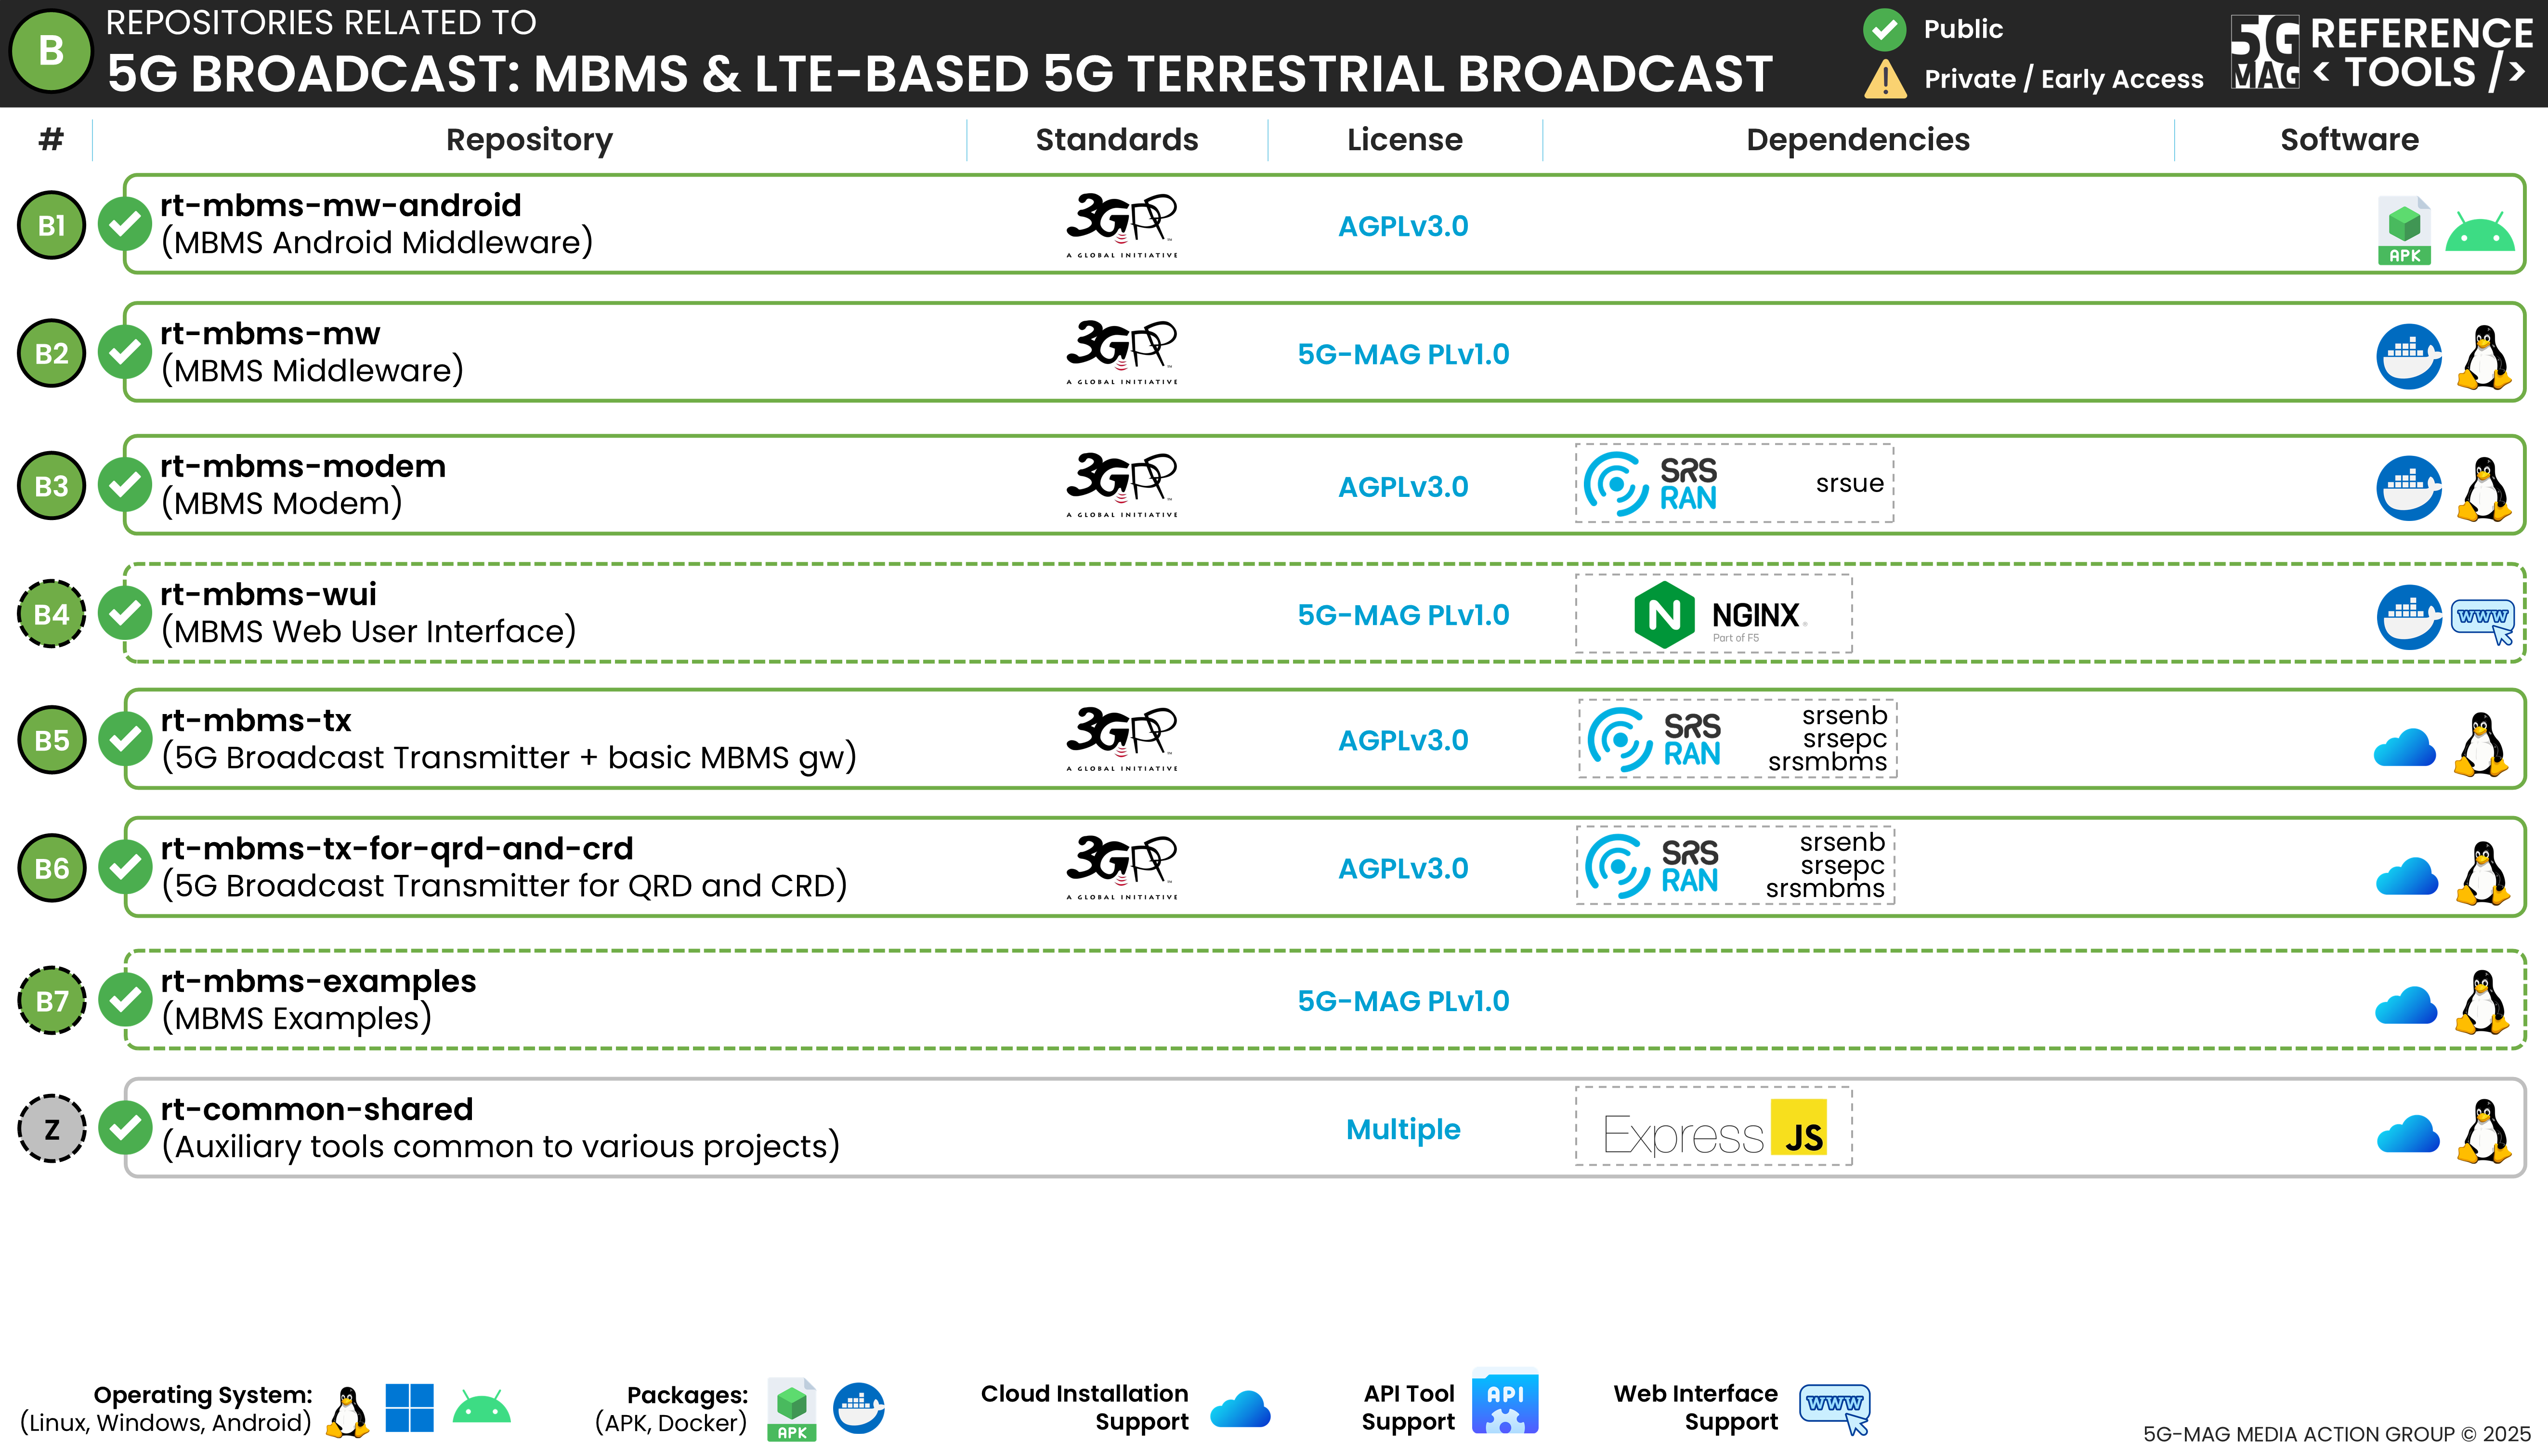 B
REPOSITORIES RELATED TO
5G BROADCAST: MBMS & LTE-BASED 5G TERRESTRIAL BROADCAST
Public
Private / Early Access
5G MAG
REFERENCE
< TOOLS />
# Repository Standards License Dependencies Software
B1
rt-mbms-mw-android
(MBMS Android Middleware)
3GPP
A GLOBAL INITIATIVE
AGPLv3.0
APK
B2
rt-mbms-mw
(MBMS Middleware)
3GPP
A GLOBAL INITIATIVE
5G-MAG PLv1.0
B3
rt-mbms-modem
(MBMS Modem)
3GPP
A GLOBAL INITIATIVE
AGPLv3.0
SRS
RAN
srsue
B4
rt-mbms-wui
(MBMS Web User Interface)
5G-MAG PLv1.0
N
NGINX
Part of F5
WWW
B5
rt-mbms-tx
(5G Broadcast Transmitter + basic MBMS gw)
3GPP
A GLOBAL INITIATIVE
AGPLv3.0
SRS
RAN
srsenb
srsepc
srsmbms
B6
rt-mbms-tx-for-qrd-and-crd
(5G Broadcast Transmitter for QRD and CRD)
3GPP
A GLOBAL INITIATIVE
AGPLv3.0
SRS
RAN
srsenb
srsepc
srsmbms
B7
rt-mbms-examples
(MBMS Examples)
5G-MAG PLv1.0
Z
rt-common-shared
(Auxiliary tools common to various projects)
Multiple
Express JS
Operating System:
(Linux, Windows, Android)
Packages:
(APK, Docker)
APK
Cloud Installation
Support
API Tool
Support
API
Web Interface
Support
WWW
5G-MAG MEDIA ACTION GROUP © 2025